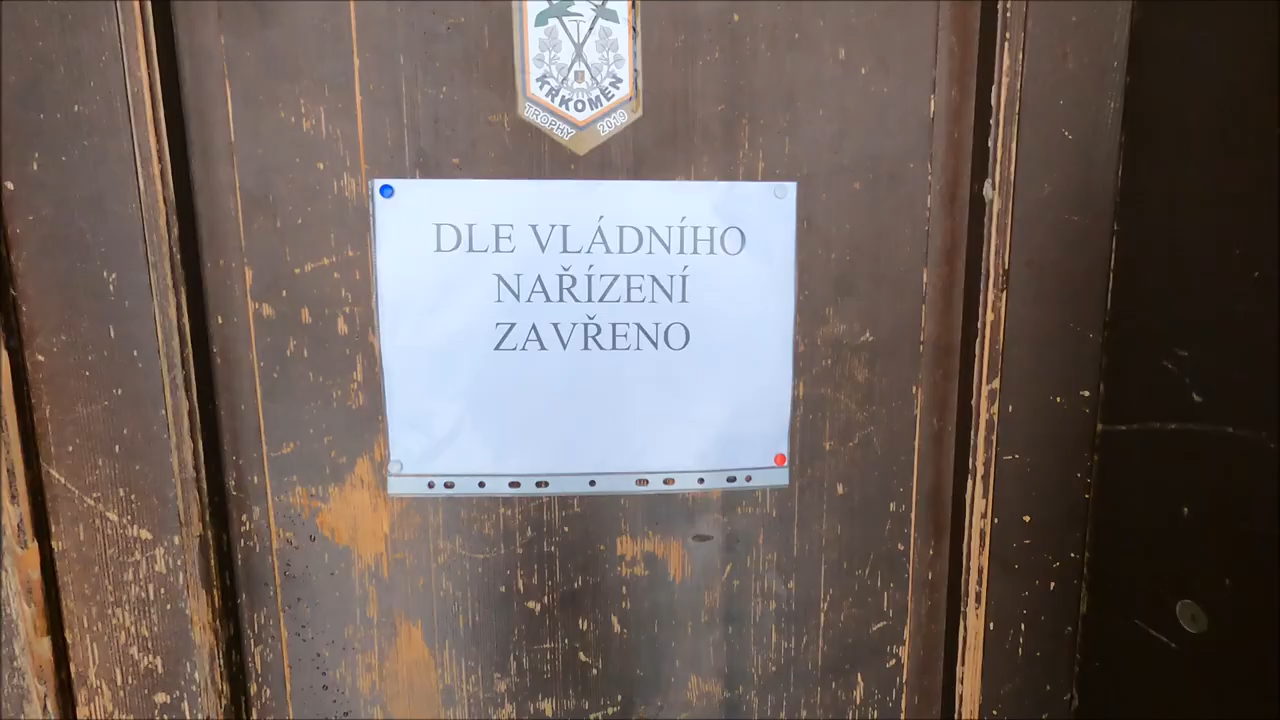 KRKOMEN
TROPHY 2019
DLE VLÁDNÍHO
NAŘÍZENÍ
ZAVŘENO